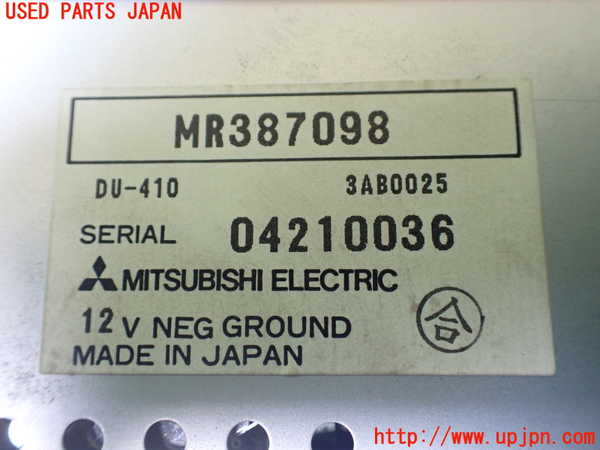 USED PARTS JAPAN
MR387098
DU-410 3AB0025
SERIAL 04210036
MITSUBISHI ELECTRIC
12V NEG GROUND
合
MADE IN JAPAN
http://www.upjpn.com/